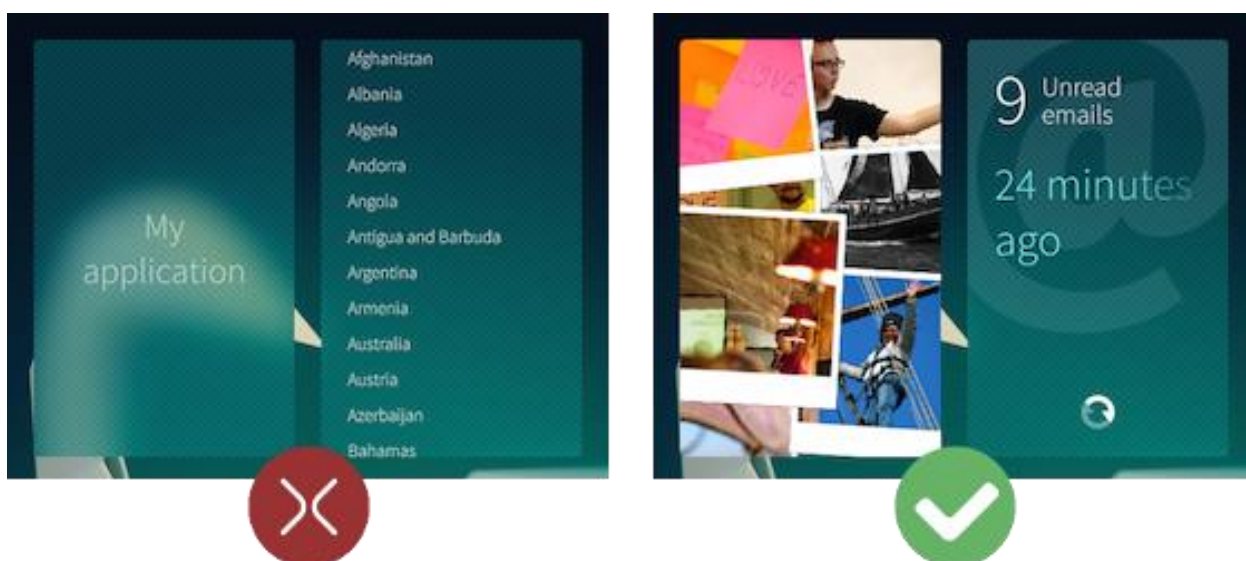 My
application
Afghanistan
Albania
Algeria
Andorra
Angola
Antigua and Barbuda
Argentina
Armenia
Australia
Austria
Azerbaijan
Bahamas
LOVE
9 Unread
emails
24 minutes
ago
@